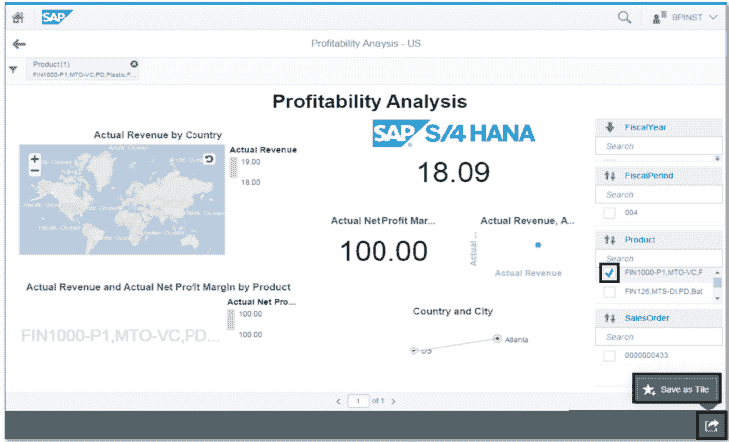 SAP
BPINST
Profitability Anaysis - US
Product(1)
FIN1000-P1,MTO-VC,PD,Plastic,F...
Profitability Analysis
Actual Revenue by Country
Actual Revenue
19.00
18.00
SAP S/4 HANA
18.09
Actual Net Profit Mar...
100.00
Actual Revenue, A...
Actual ...
Actual Revenue
Actual Revenue and Actual Net Profit Margin by Product
Actual Net Pro...
100.00
100.00
FIN1000-P1,MTO-VC,PD...
Country and City
US
Atlanta
FiscalYear
Search
FiscalPeriod
Search
004
Product
Search
FIN1000-P1,MTO-VC,F
FIN126,MTS-DI,PD,Bat
SalesOrder
Search
0000000433
Save as Tile
1 of 1